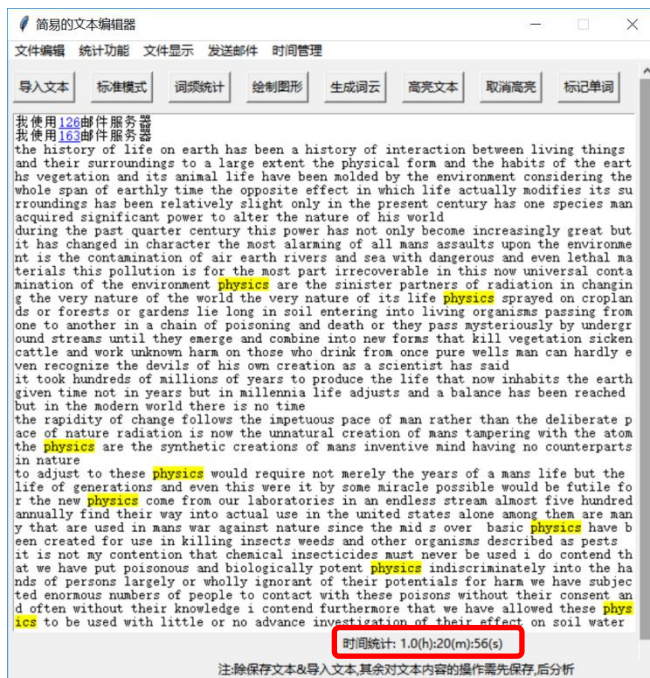 简易的文本编辑器
文件编辑 统计功能 文件显示 发送邮件 时间管理
导入文本 标准模式 词频统计 绘制图形 生成词云 高亮文本 取消高亮 标记单词
我使用126邮件服务器
我使用163邮件服务器
the history of life on earth has been a history of interaction between living things
and their surroundings to a large extent the physical form and the habits of the eart
hs vegetation and its animal life have been molded by the environment considering the
whole span of earthly time the opposite effect in which life actually modifies its su
rroundings has been relatively slight only in the present century has one species man
acquired significant power to alter the nature of his world
during the past quarter century this power has not only become increasingly great but
it has changed in character the most alarming of all mans assaults upon the environme
nt is the contamination of air earth rivers and sea with dangerous and even lethal ma
terials this pollution is for the most part irrecoverable in this now universal conta
mination of the environment physics are the sinister partners of radiation in changin
g the very nature of the world the very nature of its life physics sprayed on croplan
ds or forests or gardens lie long in soil entering into living organisms passing from
one to another in a chain of poisoning and death or they pass mysteriously by undergr
ound streams until they emerge and combine into new forms that kill vegetation sicken
cattle and work unknown harm on those who drink from once pure wells man can hardly e
ven recognize the devils of his own creation as a scientist has said
it took hundreds of millions of years to produce the life that now inhabits the earth
given time not in years but in millennia life adjusts and a balance has been reached
but in the modern world there is no time
the rapidity of change follows the impetuous pace of man rather than the deliberate p
ace of nature radiation is now the unnatural creation of mans tampering with the atom
the physics are the synthetic creations of mans inventive mind having no counterparts
in nature
to adjust to these physics would require not merely the years of a mans life but the
life of generations and even this were it by some miracle possible would be futile fo
r the new physics come from our laboratories in an endless stream almost five hundred
annually find their way into actual use in the united states alone among them are man
y that are used in mans war against nature since the mid s over basic physics have b
een created for use in killing insects weeds and other organisms described as pests
it is not my contention that chemical insecticides must never be used i do contend th
at we have put poisonous and biologically potent physics indiscriminately into the ha
nds of persons largely or wholly ignorant of their potentials for harm we have subjec
ted enormous numbers of people to contact with these poisons without their consent an
d often without their knowledge i contend furthermore that we have allowed these phys
ics to be used with little or no advance investigation of their effect on soil water
时间统计: 1.0(h):20(m):56(s)
注:除保存文本&导入文本,其余对文本内容的操作需先保存,后分析